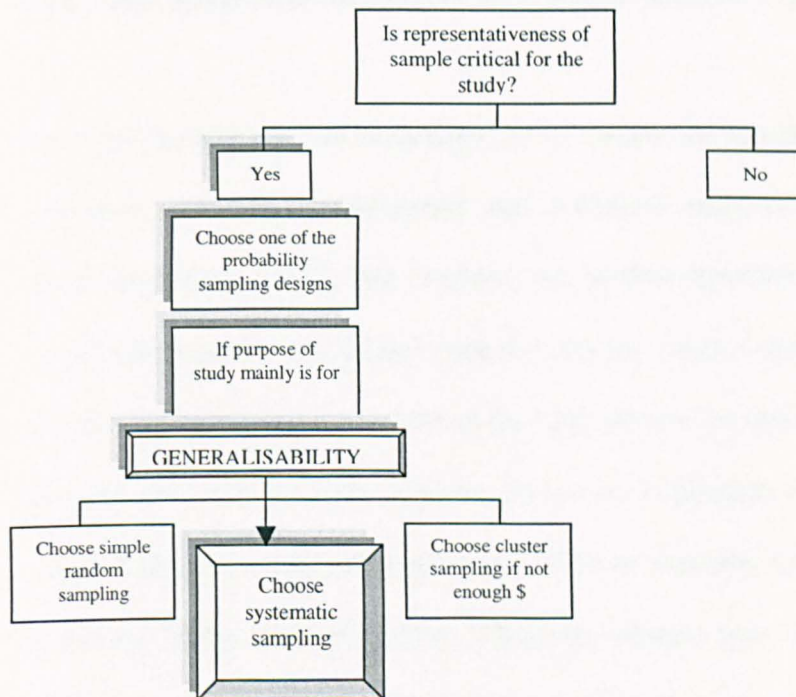 Is representativeness of
sample critical for the
study?
Yes
No
Choose one of the
probability
sampling designs
If purpose of
study mainly is for
GENERALISABILITY
Choose simple
random
sampling
Choose
systematic
sampling
Choose cluster
sampling if not
enough $